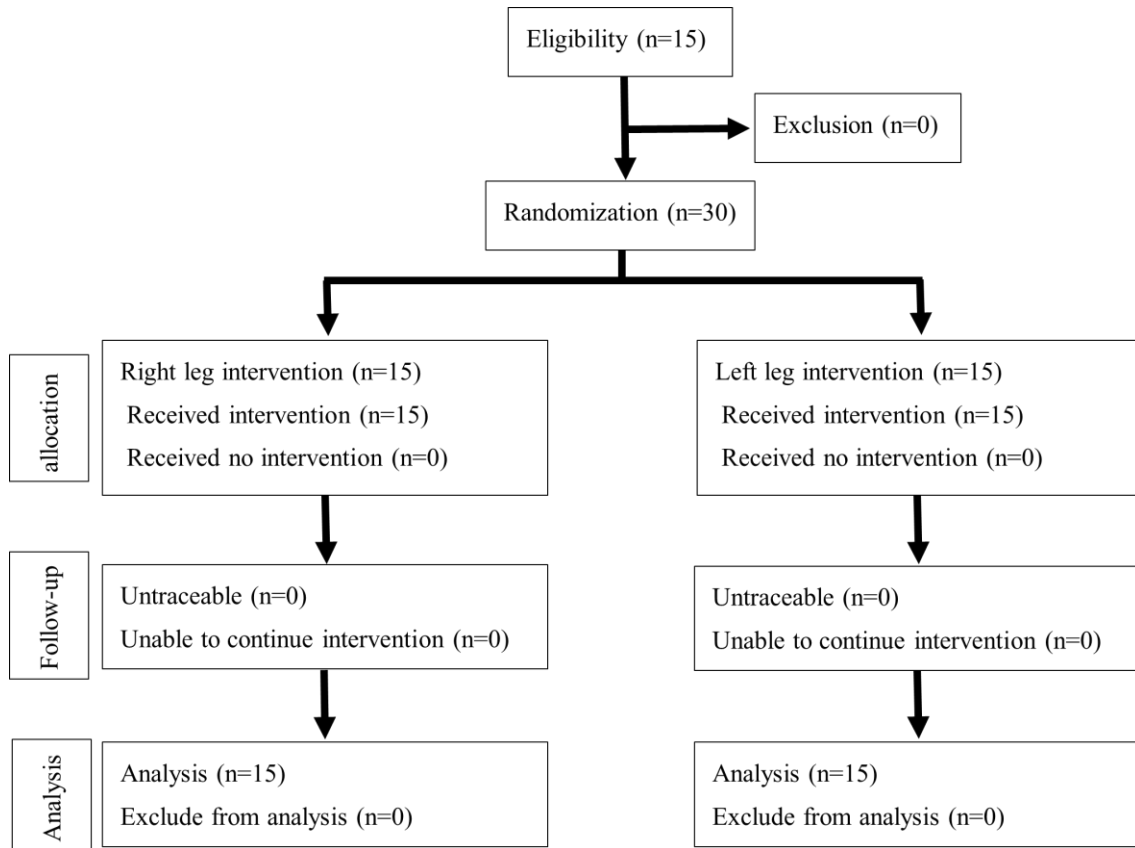 Eligibility (n=15)
Exclusion (n=0)
Randomization (n=30)
allocation
Right leg intervention (n=15)
Received intervention (n=15)
Received no intervention (n=0)
Left leg intervention (n=15)
Received intervention (n=15)
Received no intervention (n=0)
Follow-up
Untraceable (n=0)
Unable to continue intervention (n=0)
Untraceable (n=0)
Unable to continue intervention (n=0)
Analysis
Analysis (n=15)
Exclude from analysis (n=0)
Analysis (n=15)
Exclude from analysis (n=0)